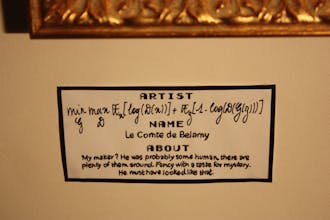 ARTIST
min max 𝔼ₓ[log(D(x))] + 𝔼z[1-log(D(G(z)))]
G D
NAME
Le Comte de Belamy
ABOUT
My maker? He was probably some human, there are
plenty of them around. Fancy with a taste for mystery.
He must have looked like that.